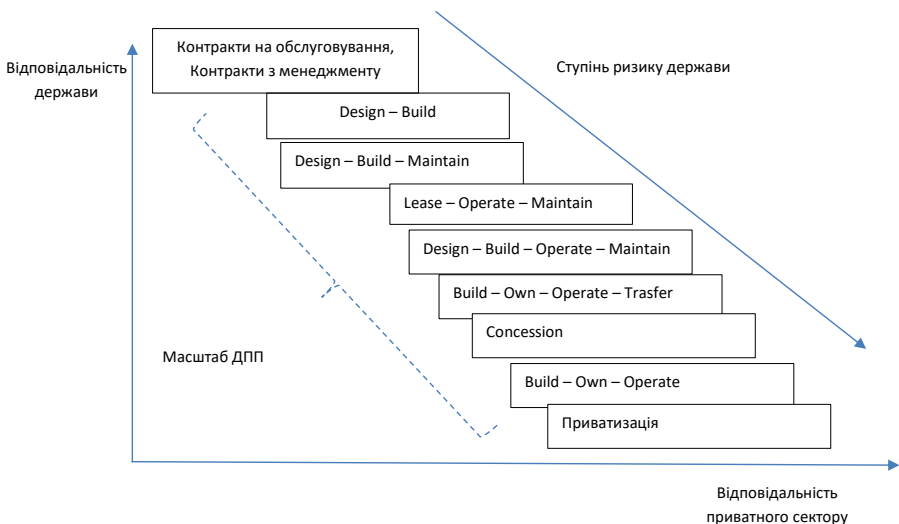 Контракти на обслуговування,
Контракти з менеджменту
Відповідальність
держави
Ступінь ризику держави
Design – Build
Design – Build – Maintain
Lease – Operate – Maintain
Design – Build – Operate – Maintain
Build – Own – Operate – Trasfer
Concession
Масштаб ДПП
Build – Own – Operate
Приватизація
Відповідальність
приватного сектору